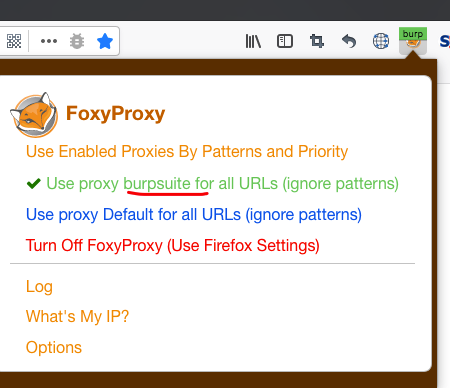 burp
FoxyProxy
Use Enabled Proxies By Patterns and Priority
Use proxy burpsuite for all URLs (ignore patterns)
Use proxy Default for all URLs (ignore patterns)
Turn Off FoxyProxy (Use Firefox Settings)
Log
What's My IP?
Options